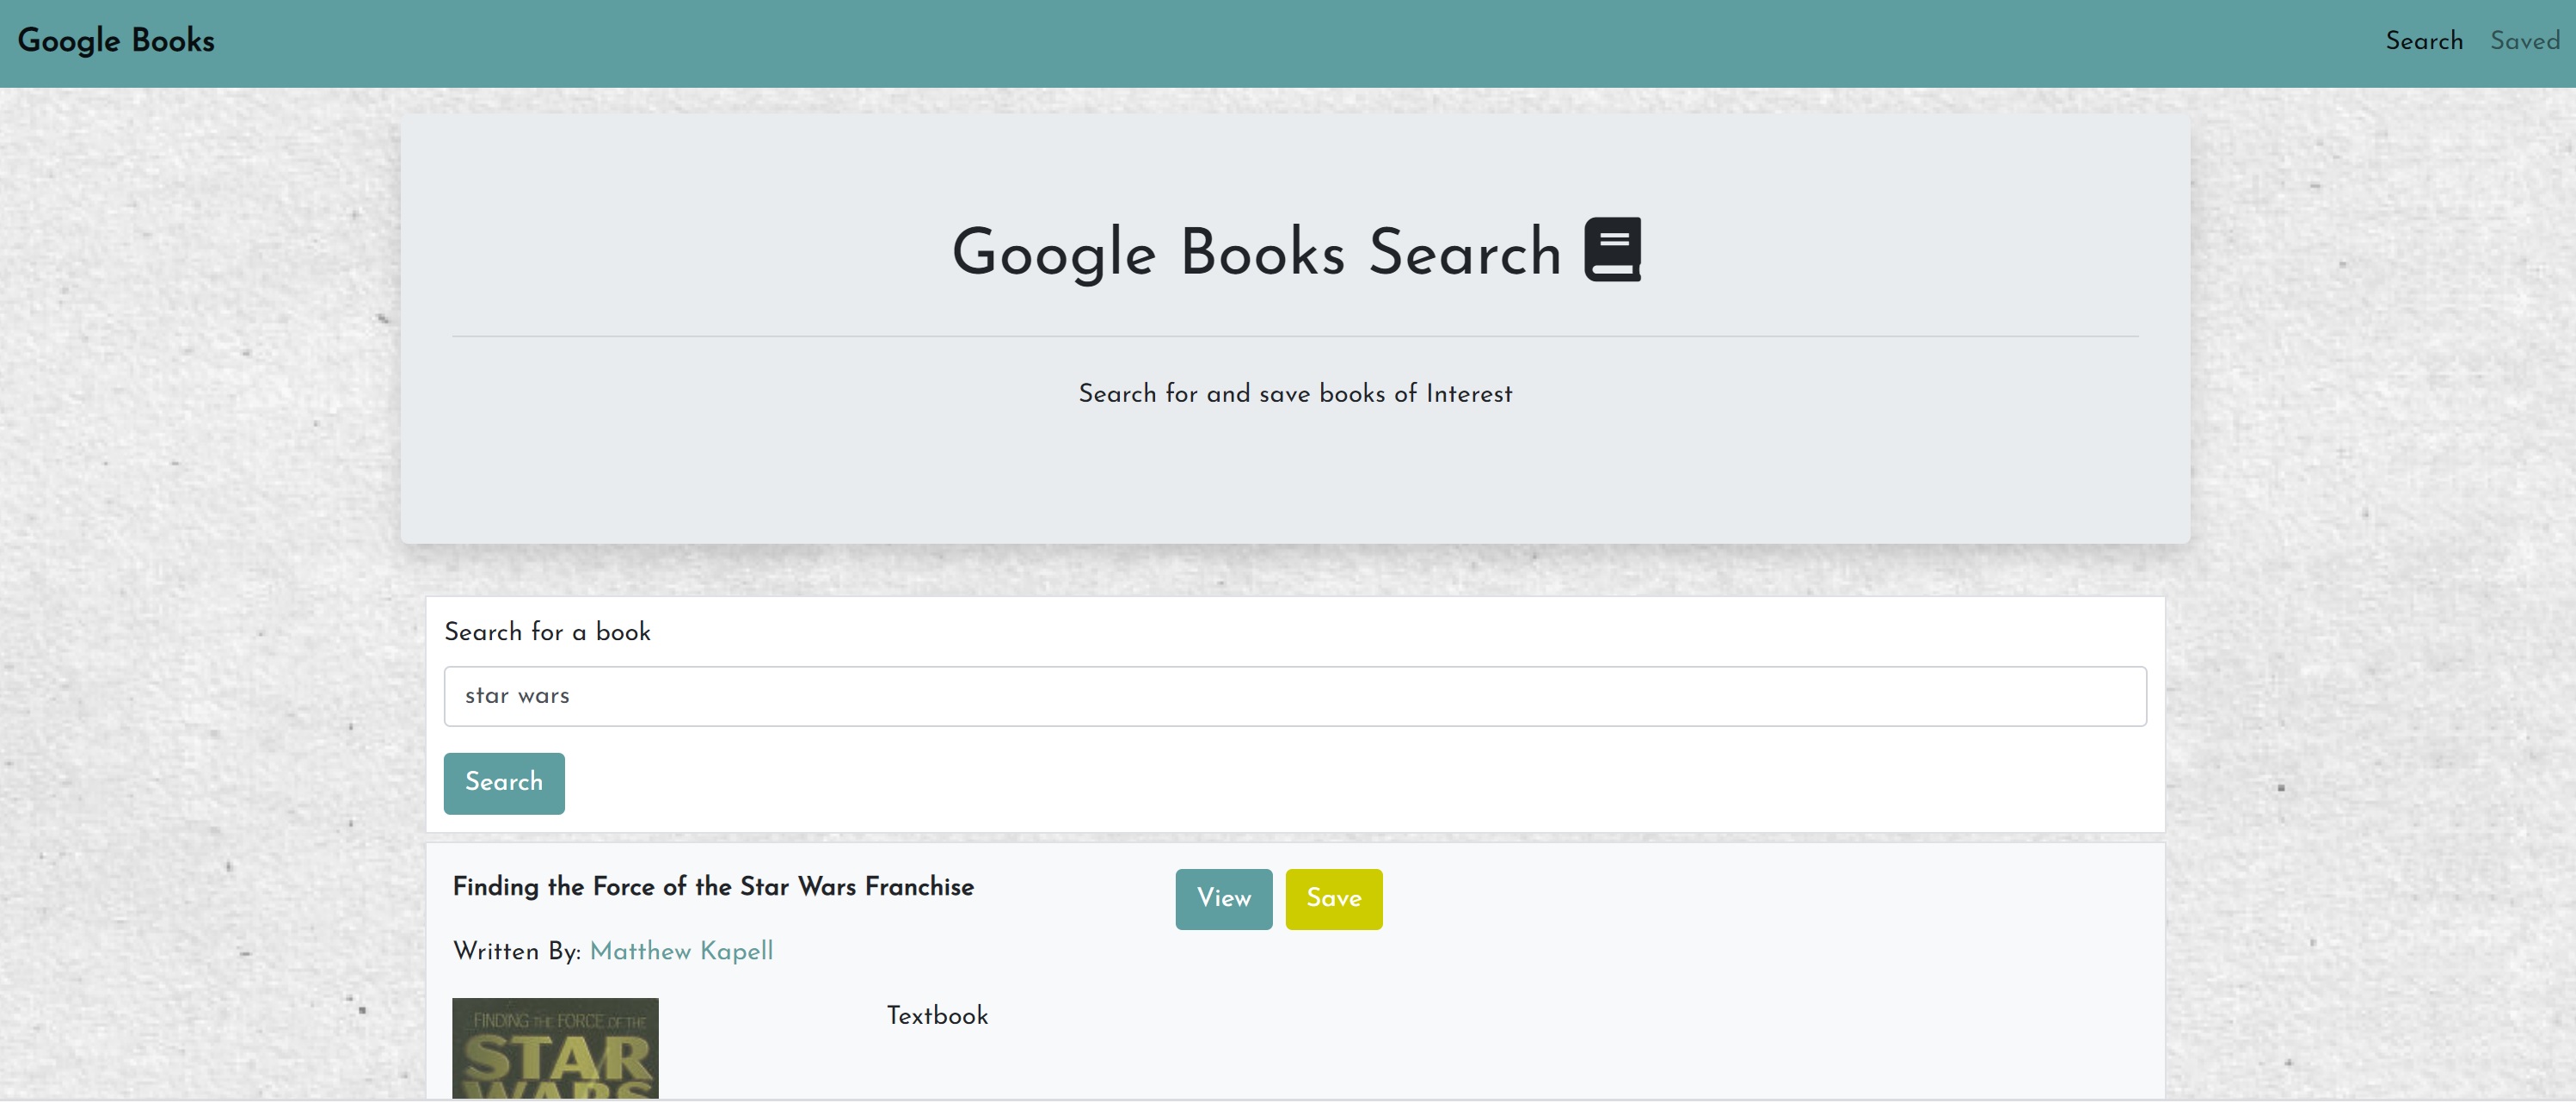 Google Books
Search Saved
Google Books Search
Search for and save books of Interest
Search for a book
star wars
Search
Finding the Force of the Star Wars Franchise
View Save
Written By: Matthew Kapell
Textbook
FINDING THE FORCE OF THE
STAR
WARS